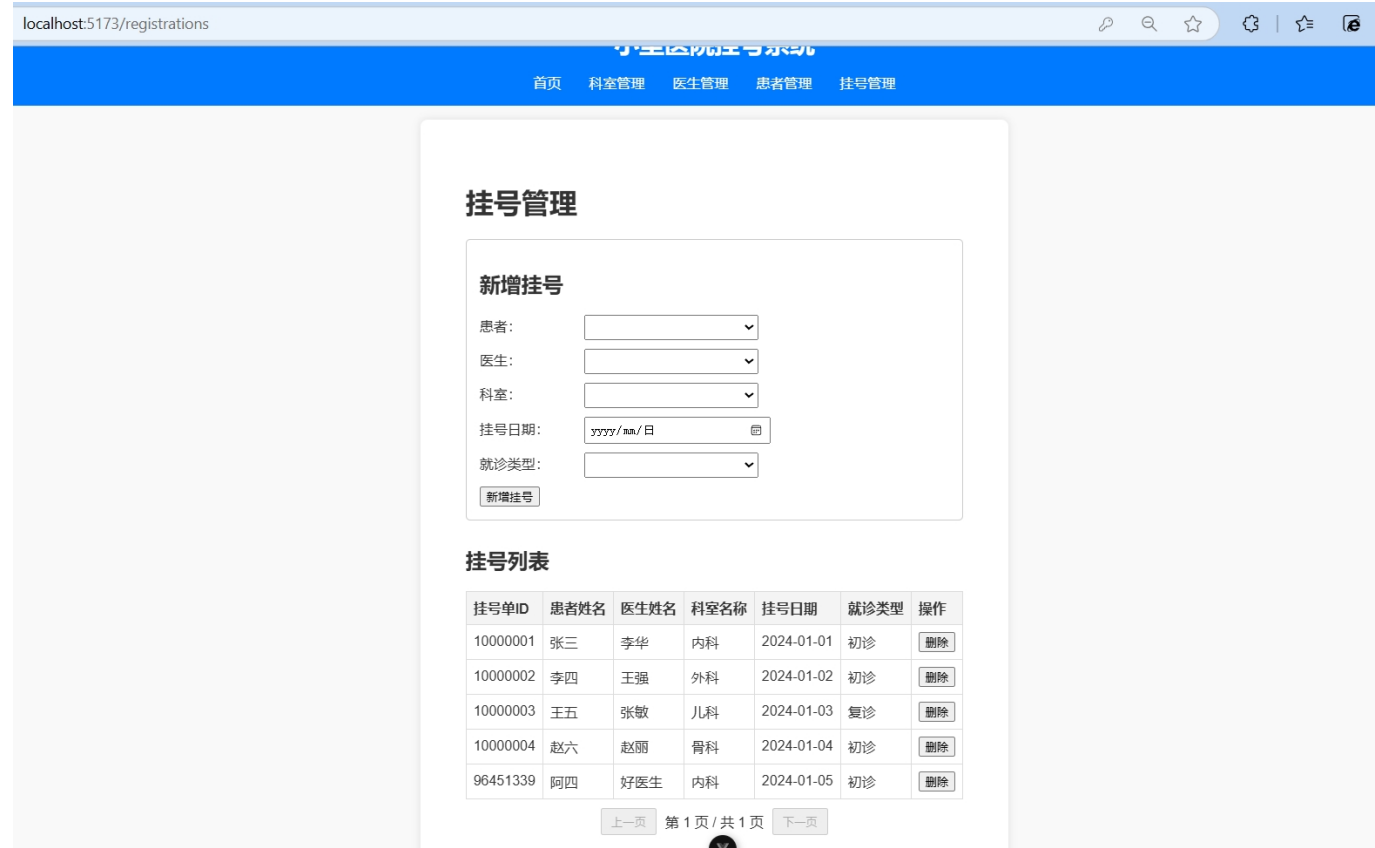 localhost:5173/registrations
小型医院挂号系统
首页 科室管理 医生管理 患者管理 挂号管理
挂号管理
新增挂号
患者：
医生：
科室：
挂号日期： yyyy/mm/日
就诊类型：
新增挂号
挂号列表
挂号单ID 患者姓名 医生姓名 科室名称 挂号日期 就诊类型 操作
10000001 张三 李华 内科 2024-01-01 初诊 删除
10000002 李四 王强 外科 2024-01-02 初诊 删除
10000003 王五 张敏 儿科 2024-01-03 复诊 删除
10000004 赵六 赵丽 骨科 2024-01-04 初诊 删除
96451339 阿四 好医生 内科 2024-01-05 初诊 删除
上一页 第 1 页 / 共 1 页 下一页